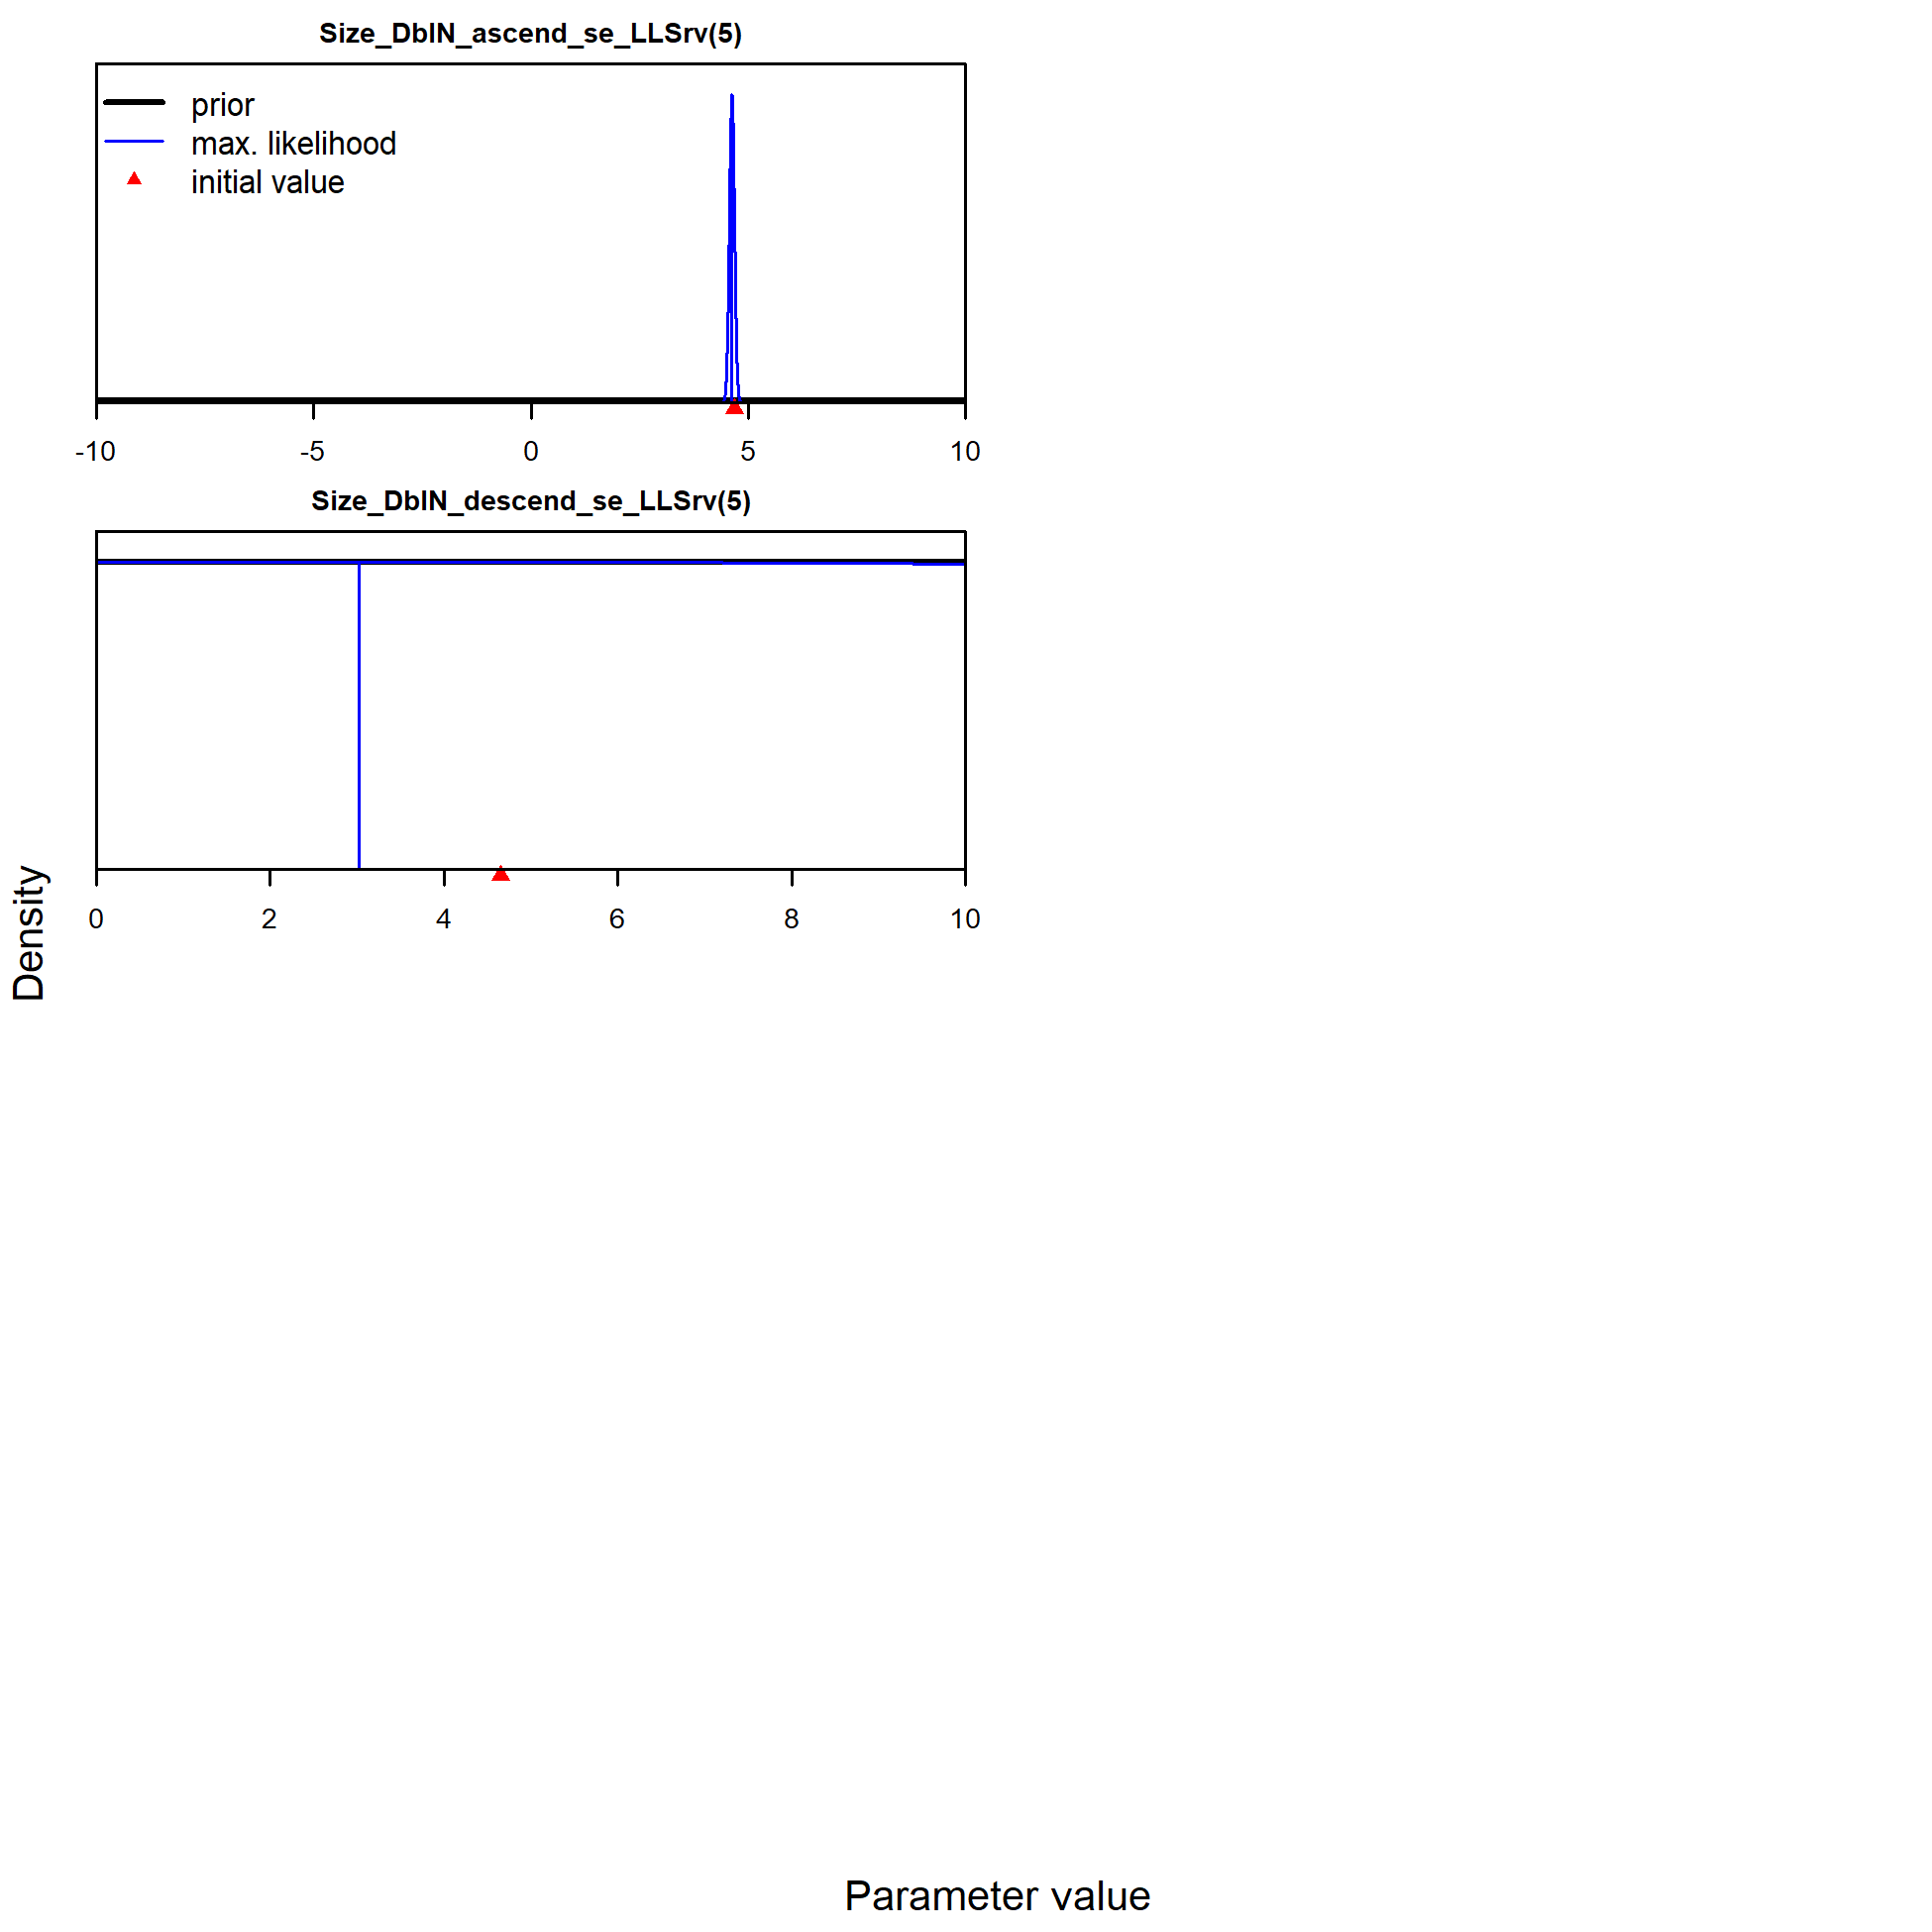 Size_DblN_ascend_se_LLSrv(5)
prior
max. likelihood
initial value
-10 -5 0 5 10
Size_DblN_descend_se_LLSrv(5)
0 2 4 6 8 10
Density
Parameter value